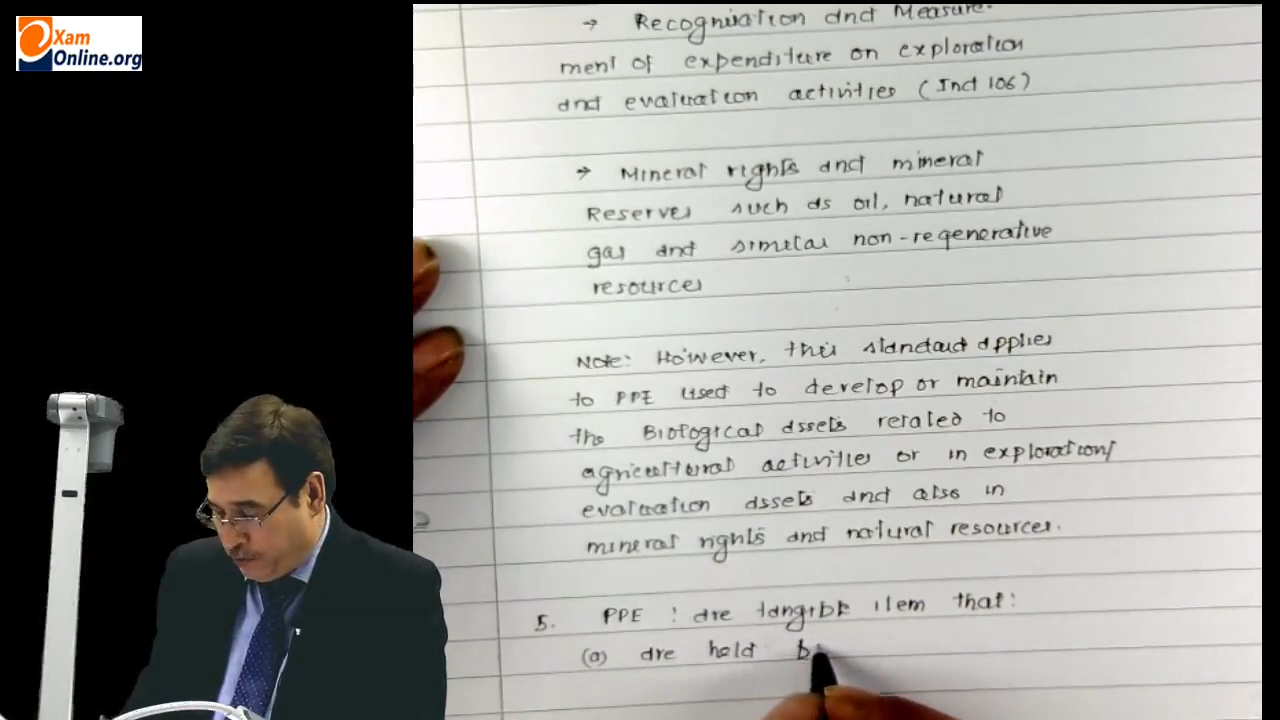 Xam
Online.org
→ Recognisation and Measure-
ment of expenditure on exploration
and evaluation activities (Ind 106)
→ Mineral rights and mineral
Reserves such as oil, natural
gas and similar non-regenerative
resources
Note: However, this standard applies
to PPE used to develop or maintain
the Biological assets related to
agricultural activities or in exploration/
evaluation assets and also in
mineral rights and natural resources.
5. PPE : are tangible item that:
(a) are held b